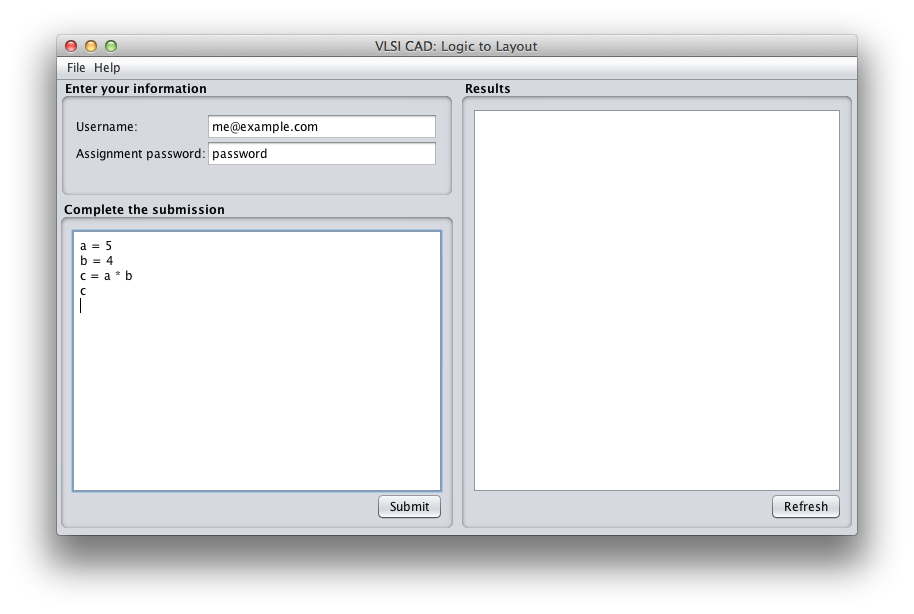 VLSI CAD: Logic to Layout
File Help
Enter your information
Username: me@example.com
Assignment password: password
Complete the submission
a = 5
b = 4
c = a * b
c
Submit
Results
Refresh